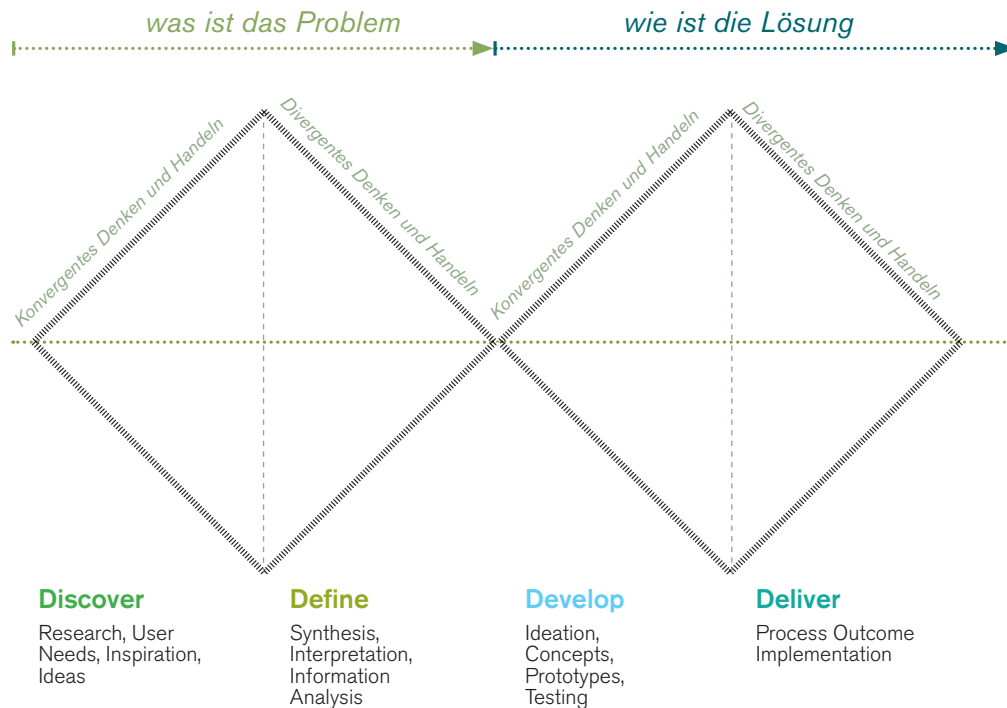 was ist das Problem
wie ist die Lösung
Konvergentes Denken und Handeln
Divergentes Denken und Handeln
Konvergentes Denken und Handeln
Divergentes Denken und Handeln
Discover
Research, User
Needs, Inspiration,
Ideas
Define
Synthesis,
Interpretation,
Information
Analysis
Develop
Ideation,
Concepts,
Prototypes,
Testing
Deliver
Process Outcome
Implementation